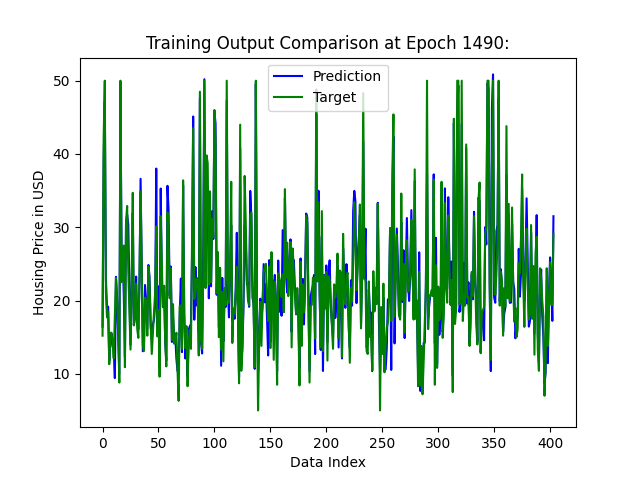 Training Output Comparison at Epoch 1490:
Prediction
Target
Housing Price in USD
50
40
30
20
10
0
50
100
150
200
250
300
350
400
Data Index